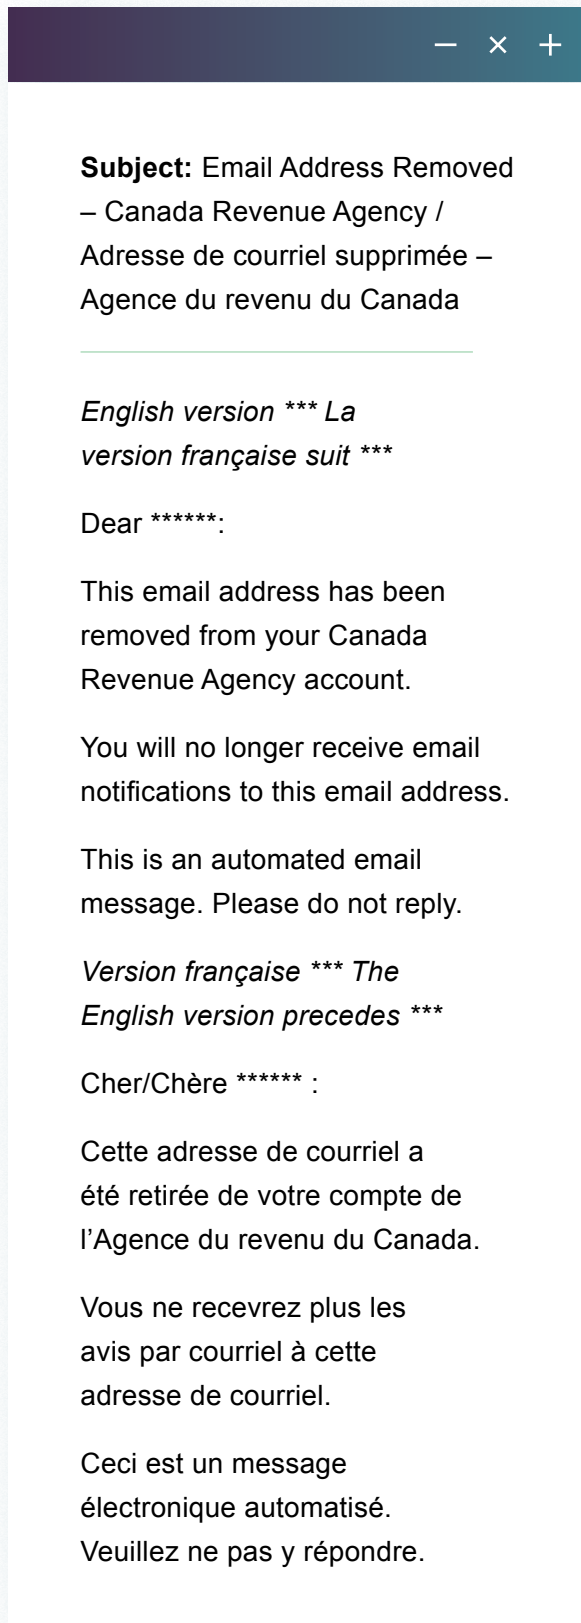 Subject: Email Address Removed
– Canada Revenue Agency /
Adresse de courriel supprimée –
Agence du revenu du Canada
English version *** La
version française suit ***
Dear ******:
This email address has been
removed from your Canada
Revenue Agency account.
You will no longer receive email
notifications to this email address.
This is an automated email
message. Please do not reply.
Version française *** The
English version precedes ***
Cher/Chère ****** :
Cette adresse de courriel a
été retirée de votre compte de
l’Agence du revenu du Canada.
Vous ne recevrez plus les
avis par courriel à cette
adresse de courriel.
Ceci est un message
électronique automatisé.
Veuillez ne pas y répondre.